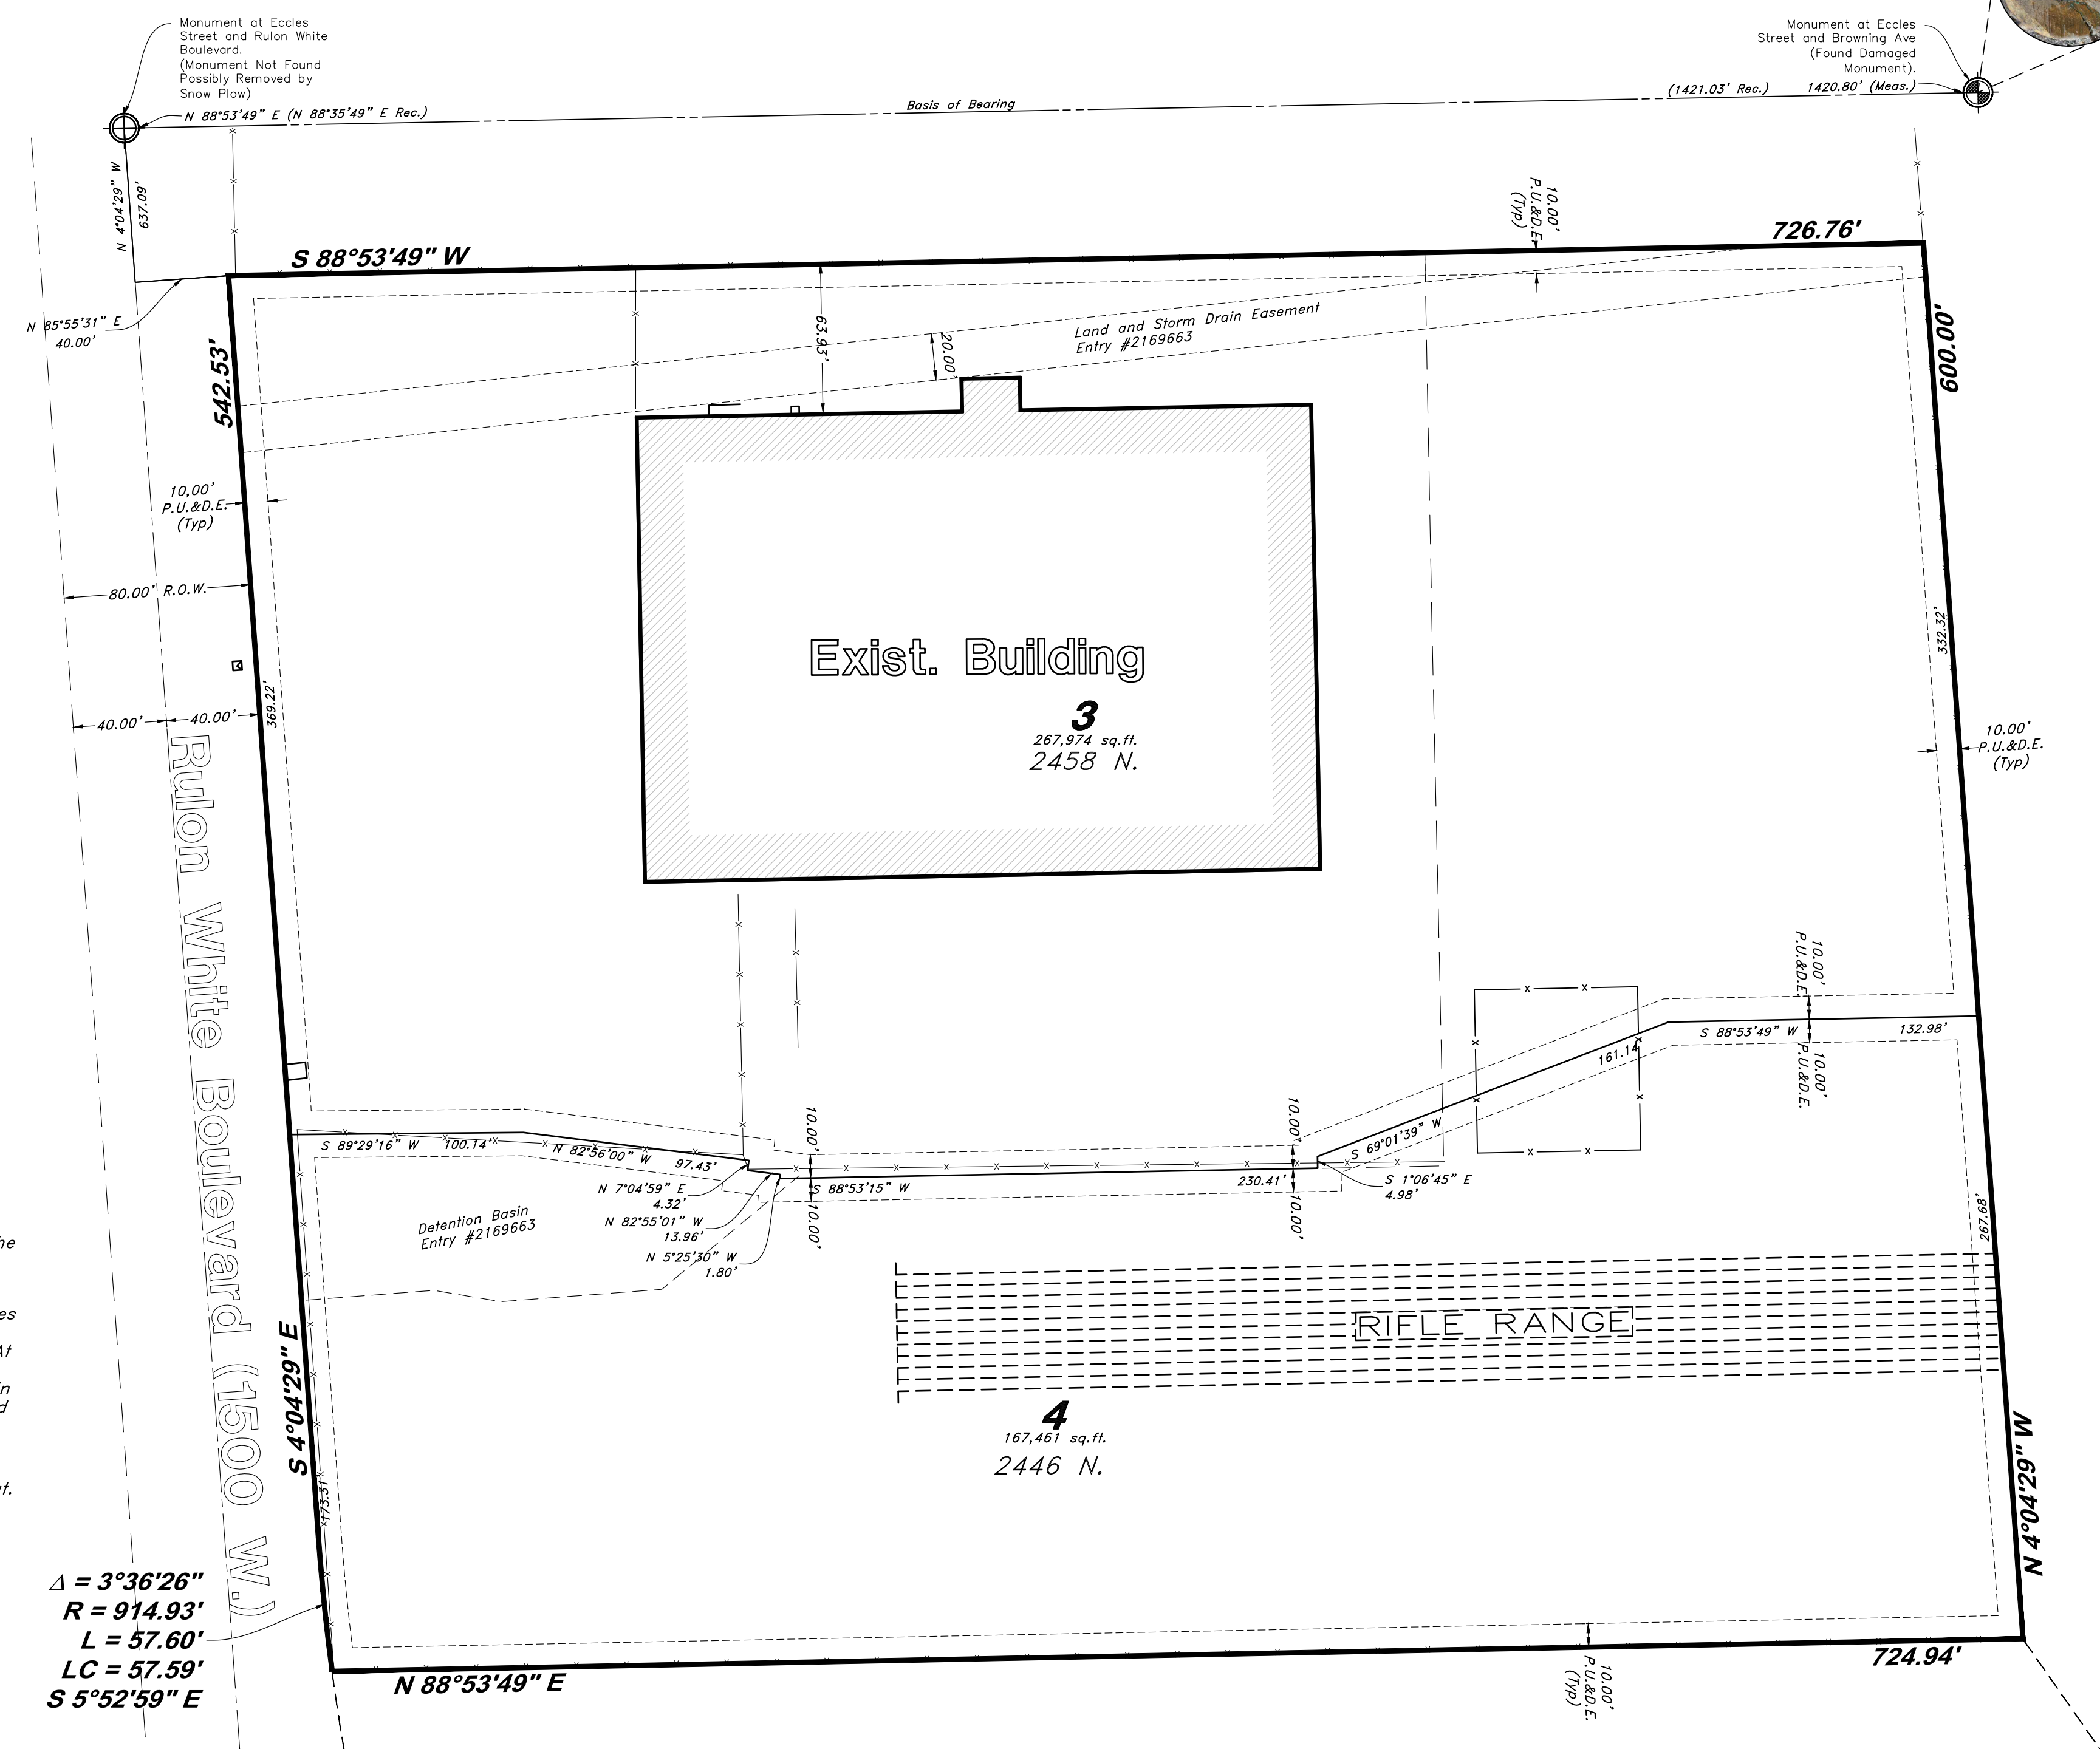 Monument at Eccles
Street and Rulon White
Boulevard.
(Monument Not Found
Possibly Removed by
Snow Plow)
Monument at Eccles
Street and Browning Ave
(Found Damaged
Monument).
N 88°53'49" E (N 88°35'49" E Rec.)
Basis of Bearing
(1421.03' Rec.) 1420.80' (Meas.)
N 4°04'29" W
637.09'
N 85°55'31" E
40.00'
S 88°53'49" W
726.76'
10.00'
P.U.&D.E.
(Typ)
542.53'
600.00'
63.93'
20.00'
Land and Storm Drain Easement
Entry #2169663
10,00'
P.U.&D.E.
(Typ)
80.00' R.O.W.
40.00'
40.00'
369.22'
332.32'
Exist. Building
3
267,974 sq.ft.
2458 N.
10.00'
P.U.&D.E.
(Typ)
Rulon White Boulevard (1500 W.)
10.00'
P.U.&D.E.
S 88°53'49" W
132.98'
10.00'
P.U.&D.E.
161.14'
S 69°01'39" W
S 89°29'16" W
100.14'
N 82°56'00" W
97.43'
10.00'
10.00'
N 7°04'59" E
4.32'
N 82°55'01" W
13.96'
N 5°25'30" W
1.80'
S 88°53'15" W
230.41'
10.00'
10.00'
S 1°06'45" E
4.98'
Detention Basin
Entry #2169663
267.68'
RIFLE RANGE
4
167,461 sq.ft.
2446 N.
S 4°04'29" E
173.31'
N 4°04'29" W
Δ = 3°36'26"
R = 914.93'
L = 57.60'
LC = 57.59'
S 5°52'59" E
N 88°53'49" E
724.94'
10.00'
P.U.&D.E.
(Typ)